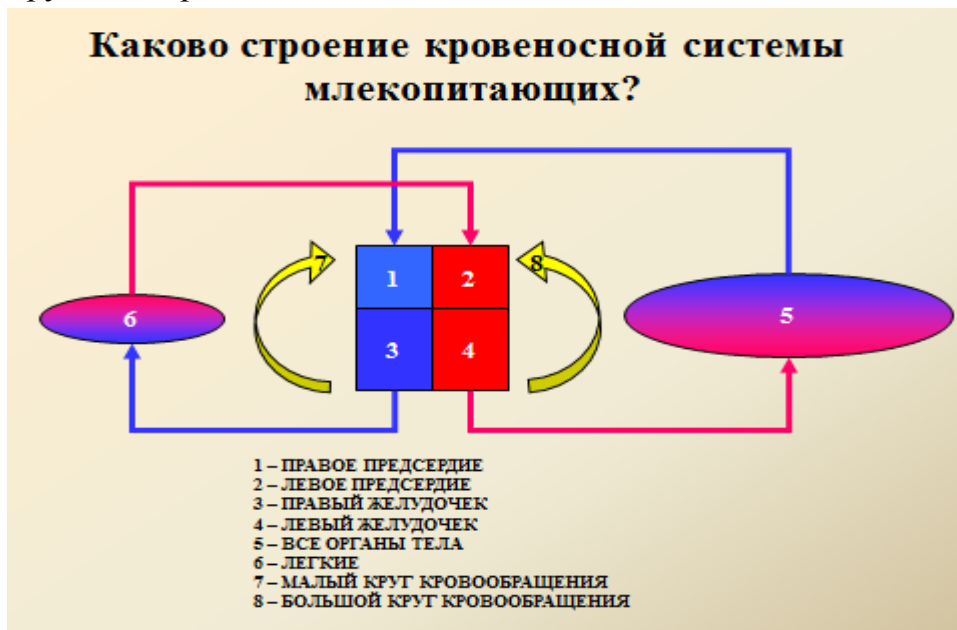 Каково строение кровеносной системы
млекопитающих?
7
8
1
2
6
5
3
4
1 – ПРАВОЕ ПРЕДСЕРДИЕ
2 – ЛЕВОЕ ПРЕДСЕРДИЕ
3 – ПРАВЫЙ ЖЕЛУДОЧЕК
4 – ЛЕВЫЙ ЖЕЛУДОЧЕК
5 – ВСЕ ОРГАНЫ ТЕЛА
6 – ЛЕГКИЕ
7 – МАЛЫЙ КРУГ КРОВООБРАЩЕНИЯ
8 – БОЛЬШОЙ КРУГ КРОВООБРАЩЕНИЯ